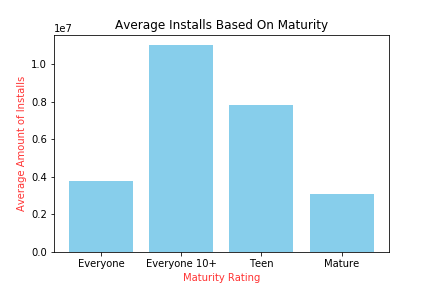 Average Installs Based On Maturity
1e7
1.0
0.8
0.6
0.4
0.2
0.0
Average Amount of Installs
Everyone Everyone 10+ Teen Mature
Maturity Rating